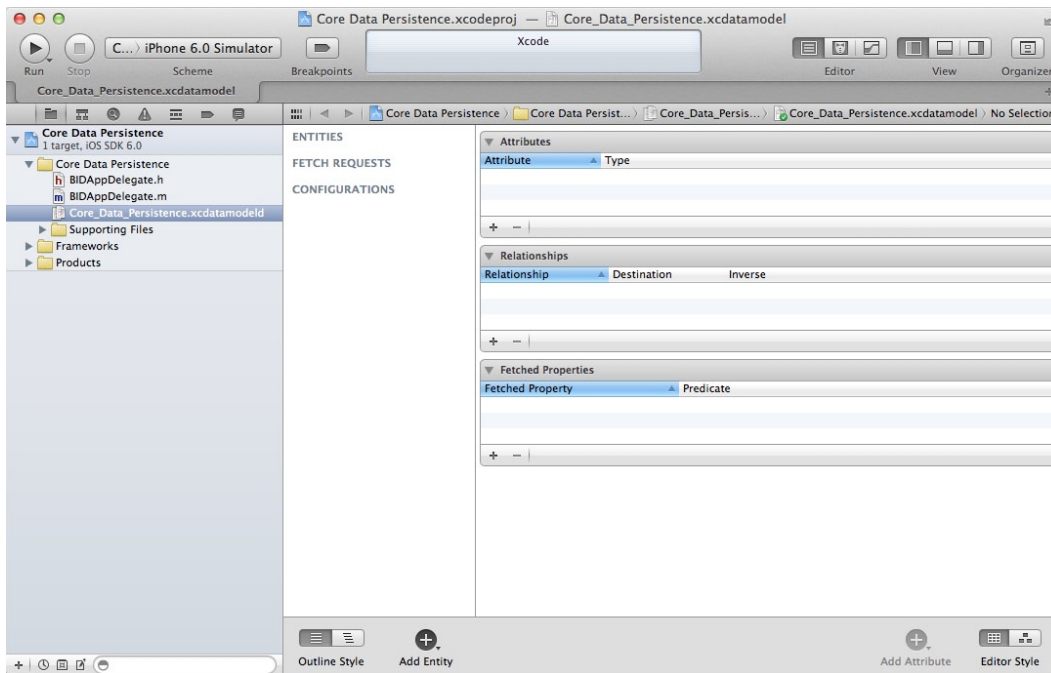 Core Data Persistence.xcodeproj — Core_Data_Persistence.xcdatamodel
C...〉iPhone 6.0 Simulator
Xcode
Run Stop Scheme Breakpoints Editor View Organizer
Core_Data_Persistence.xcdatamodel
Core Data Persistence 〉 Core Data Persist... 〉 Core_Data_Persis... 〉 Core_Data_Persistence.xcdatamodel 〉 No Selection
Core Data Persistence
1 target, iOS SDK 6.0
Core Data Persistence
h BIDAppDelegate.h
m BIDAppDelegate.m
Core_Data_Persistence.xcdatamodeld
Supporting Files
Frameworks
Products
ENTITIES
FETCH REQUESTS
CONFIGURATIONS
Attributes
Attribute Type
Relationships
Relationship Destination Inverse
Fetched Properties
Fetched Property Predicate
Outline Style Add Entity Add Attribute Editor Style